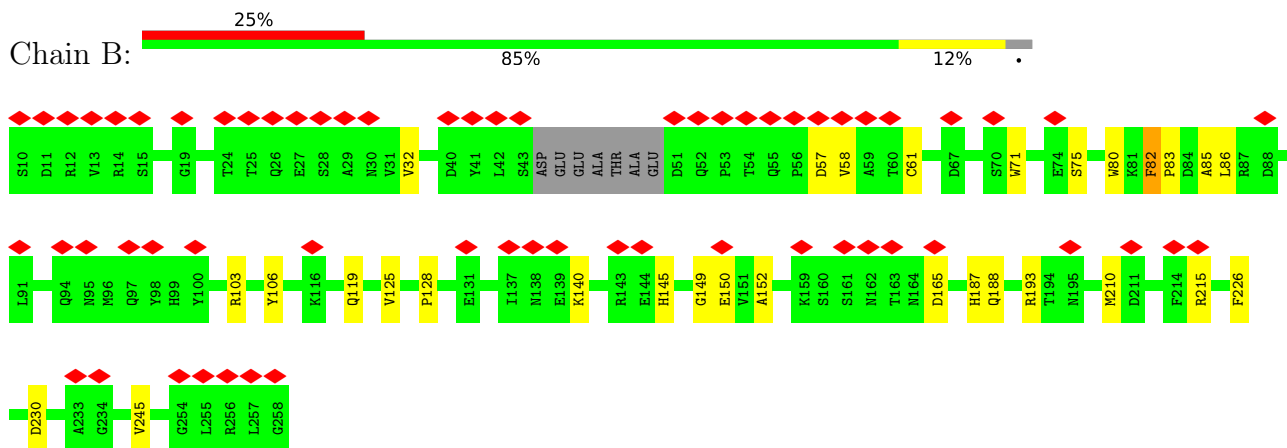 25%
Chain B:
85% 12% •
S10 D11 R12 V13 R14 S15 G19 T24 T25 Q26 E27 S28 A29 N30 V31 V32 D40 Y41 L42 S43 ASP GLU GLU ALA THR ALA GLU D51 Q52 P53 T54 Q55 P56 D57 V58 A59 T60 C61 D67 S70 W71 E74 S75 W80 K81 F82 P83 D84 A85 L86 R87 D88
L91 Q94 N95 M96 Q97 Y98 M99 Y100 R103 Y106 K116 Q119 V125 P128 E131 I137 N138 E139 K140 R143 E144 H145 G149 E150 V151 A152 K159 S160 S161 N162 T163 N164 D165 H187 Q188 R193 T194 N195 M210 D211 F214 R215 F226
D230 A233 G234 V245 G254 L255 R256 L257 G258